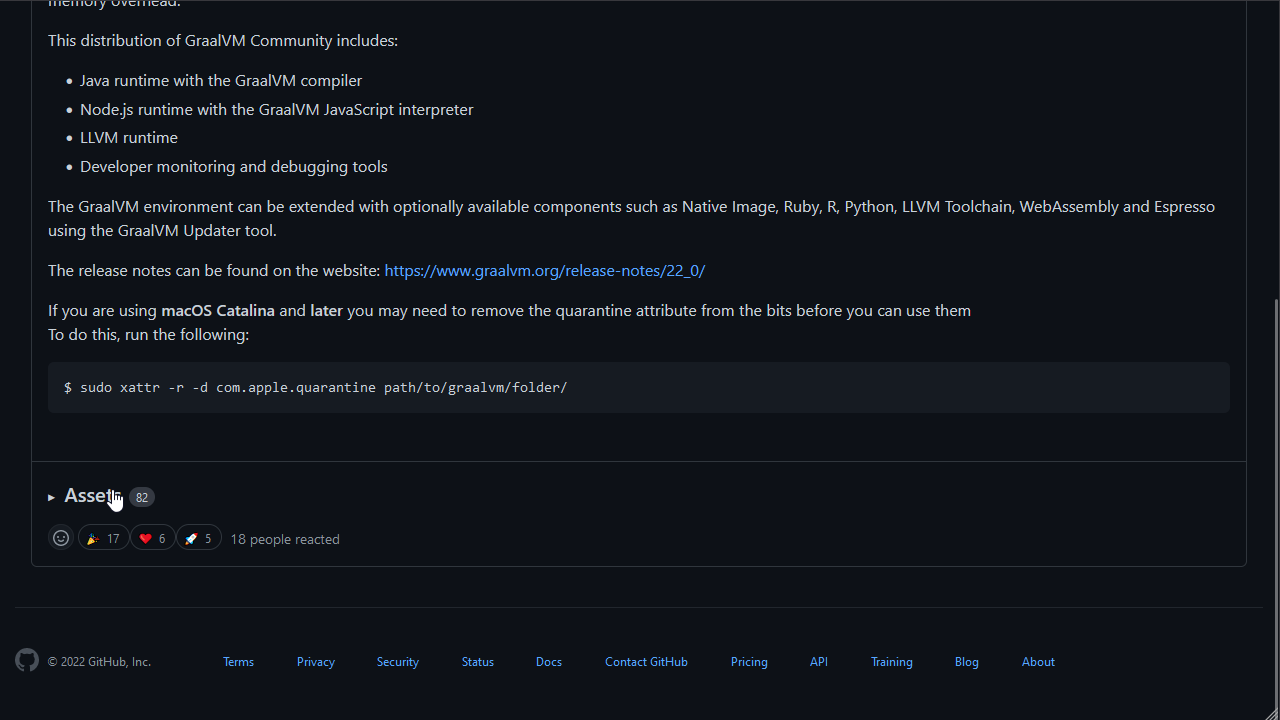 memory overhead.
This distribution of GraalVM Community includes:
• Java runtime with the GraalVM compiler
• Node.js runtime with the GraalVM JavaScript interpreter
• LLVM runtime
• Developer monitoring and debugging tools
The GraalVM environment can be extended with optionally available components such as Native Image, Ruby, R, Python, LLVM Toolchain, WebAssembly and Espresso
using the GraalVM Updater tool.
The release notes can be found on the website: https://www.graalvm.org/release-notes/22_0/
If you are using macOS Catalina and later you may need to remove the quarantine attribute from the bits before you can use them
To do this, run the following:
$ sudo xattr -r -d com.apple.quarantine path/to/graalvm/folder/
Assets 82
17 6 5 18 people reacted
© 2022 GitHub, Inc. Terms Privacy Security Status Docs Contact GitHub Pricing API Training Blog About